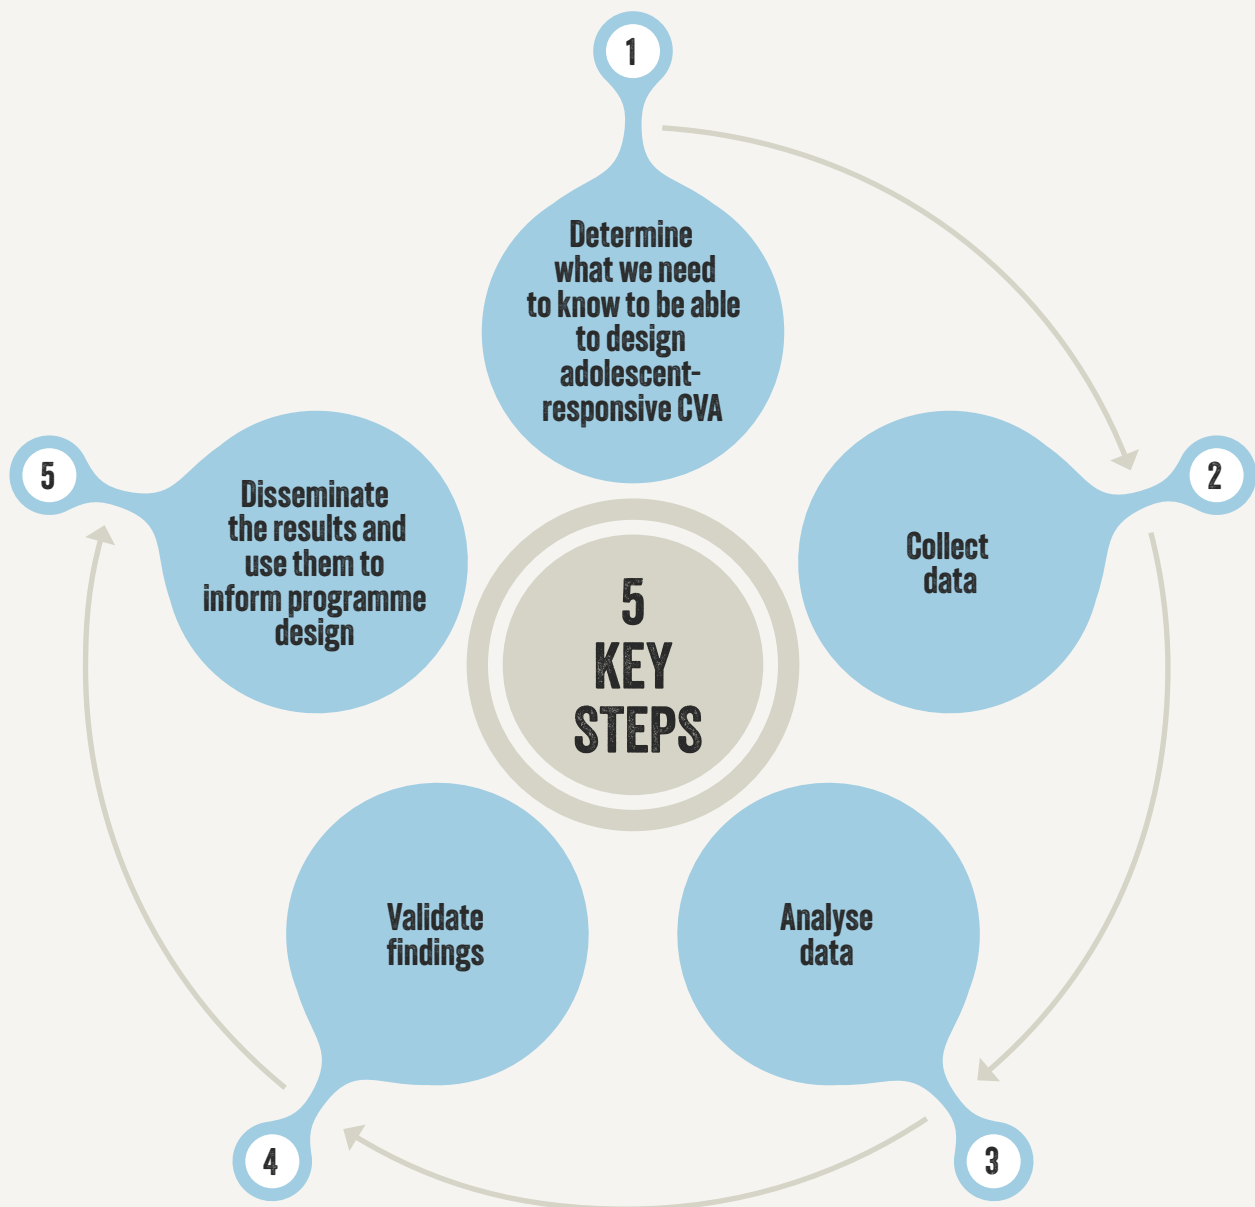 1
Determine
what we need
to know to be able
to design
adolescent-
responsive CVA
2
Collect
data
3
Analyse
data
4
Validate
findings
5
Disseminate
the results and
use them to
inform programme
design
5
KEY
STEPS